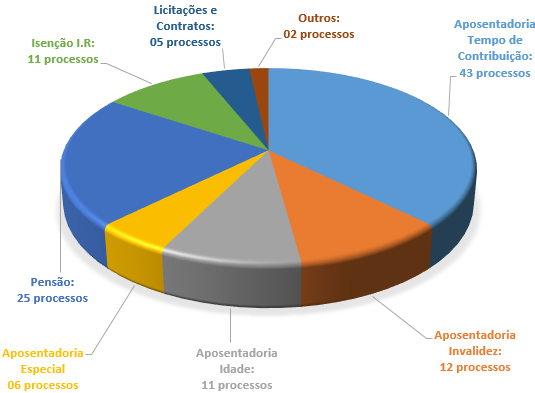 Licitações e
Contratos:
05 processos
Outros:
02 processos
Aposentadoria
Tempo de
Contribuição:
43 processos
Isenção I.R:
11 processos
Pensão:
25 processos
Aposentadoria
Especial
06 processos
Aposentadoria
Idade:
11 processos
Aposentadoria
Invalidez:
12 processos